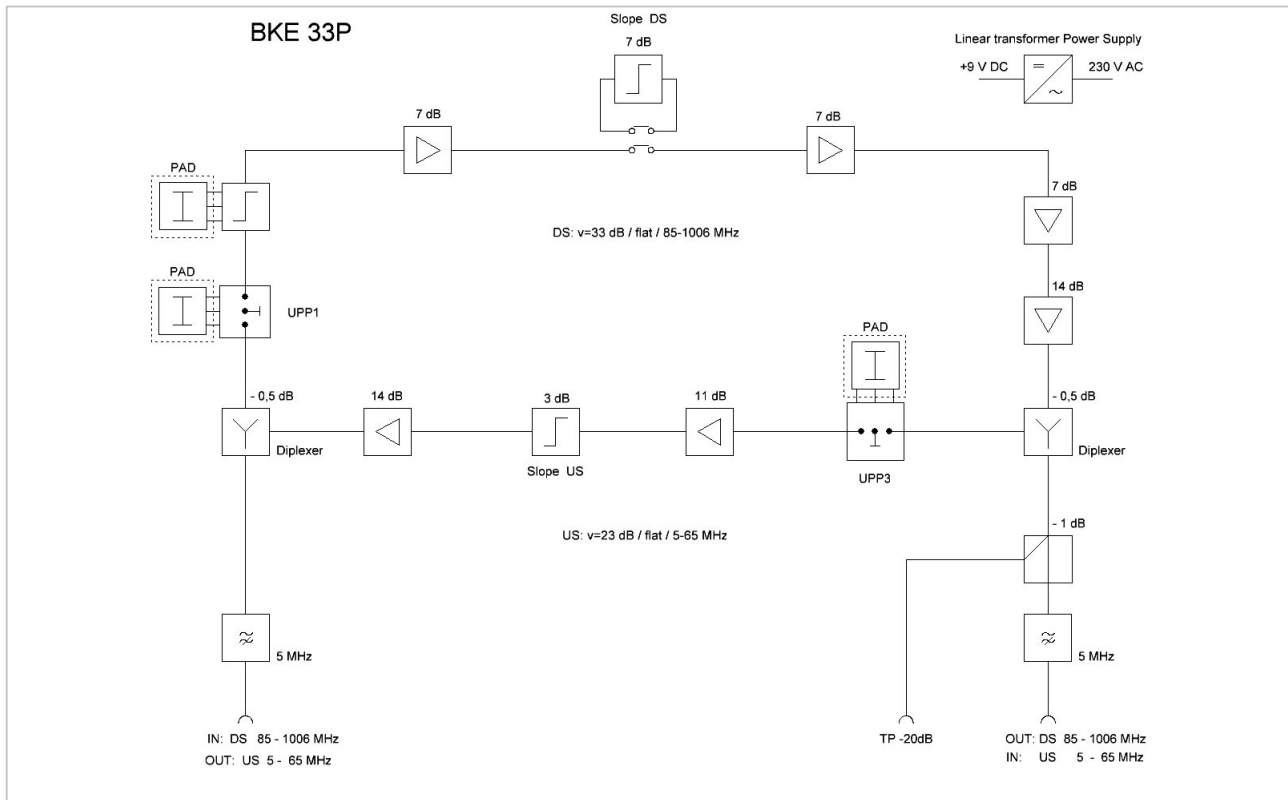 BKE 33P
Slope DS
7 dB
Linear transformer Power Supply
+9 V DC
230 V AC
7 dB
7 dB
PAD
7 dB
DS: v=33 dB / flat / 85-1006 MHz
PAD
UPP1
14 dB
PAD
- 0,5 dB
14 dB
3 dB
11 dB
- 0,5 dB
Diplexer
Slope US
UPP3
Diplexer
US: v=23 dB / flat / 5-65 MHz
- 1 dB
5 MHz
5 MHz
IN: DS 85 - 1006 MHz
OUT: US 5 - 65 MHz
TP -20dB
OUT: DS 85 - 1006 MHz
IN: US 5 - 65 MHz